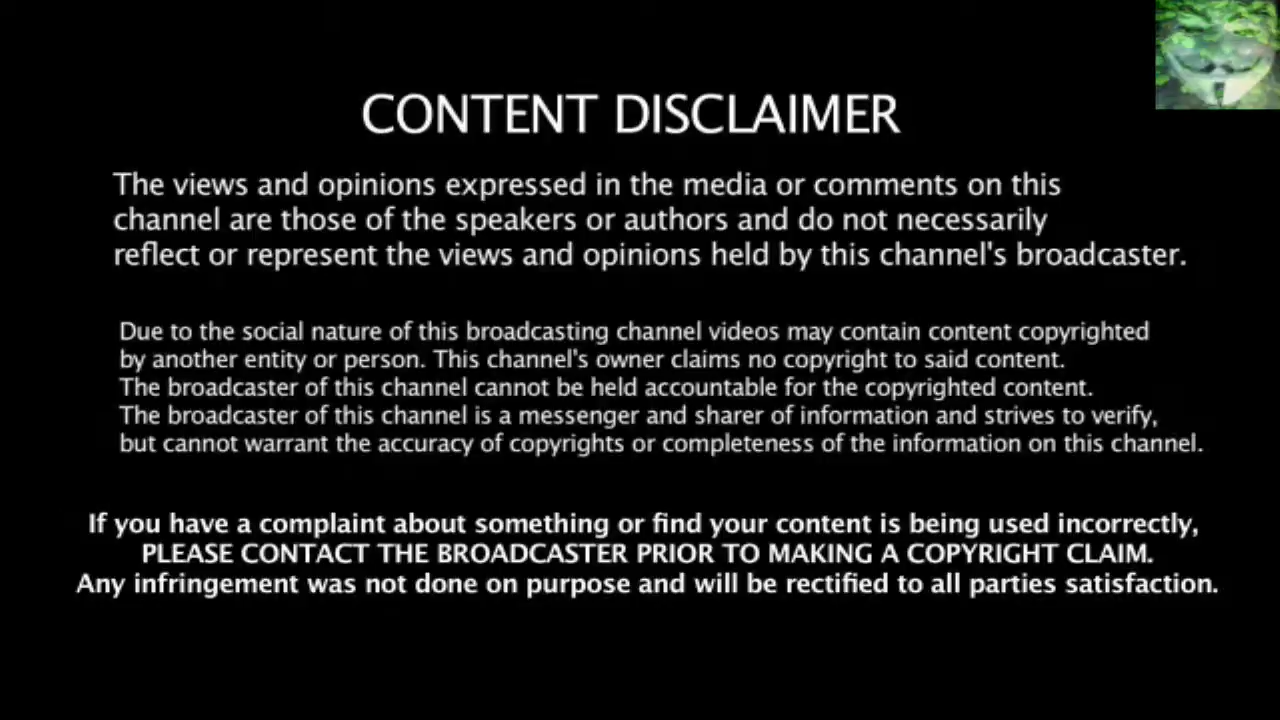 CONTENT DISCLAIMER
The views and opinions expressed in the media or comments on this
channel are those of the speakers or authors and do not necessarily
reflect or represent the views and opinions held by this channel's broadcaster.
Due to the social nature of this broadcasting channel videos may contain content copyrighted
by another entity or person. This channel's owner claims no copyright to said content.
The broadcaster of this channel cannot be held accountable for the copyrighted content.
The broadcaster of this channel is a messenger and sharer of information and strives to verify,
but cannot warrant the accuracy of copyrights or completeness of the information on this channel.
If you have a complaint about something or find your content is being used incorrectly,
PLEASE CONTACT THE BROADCASTER PRIOR TO MAKING A COPYRIGHT CLAIM.
Any infringement was not done on purpose and will be rectified to all parties satisfaction.